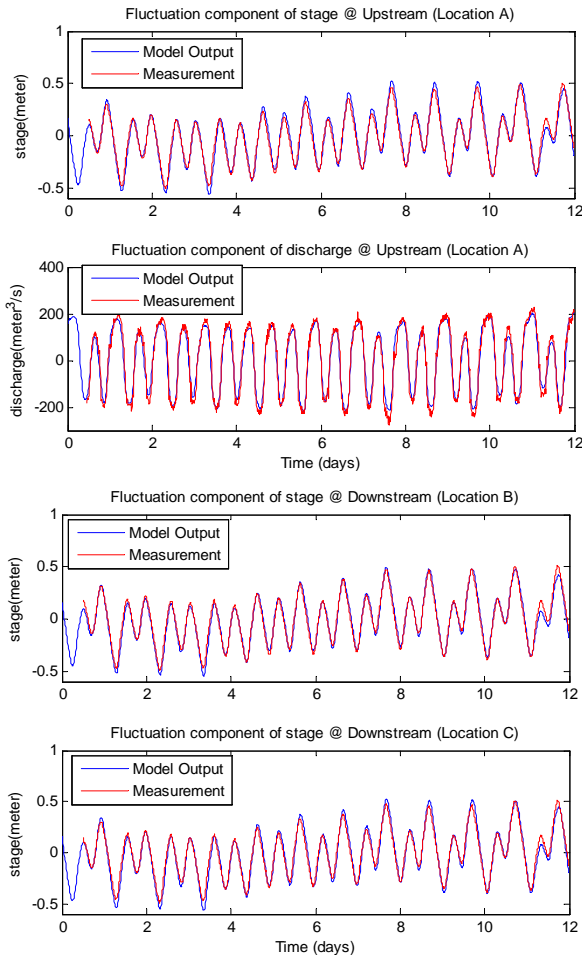 Fluctuation component of stage @ Upstream (Location A)
1
0.5
0
-0.5
stage(meter)
Model Output
Measurement
0 2 4 6 8 10 12
Fluctuation component of discharge @ Upstream (Location A)
400
200
0
-200
discharge(meter³/s)
Model Output
Measurement
0 2 4 6 8 10 12
Time (days)
Fluctuation component of stage @ Downstream (Location B)
1
0.5
0
-0.5
stage(meter)
Model Output
Measurement
0 2 4 6 8 10 12
Fluctuation component of stage @ Downstream (Location C)
1
0.5
0
-0.5
stage(meter)
Model Output
Measurement
0 2 4 6 8 10 12
Time (days)